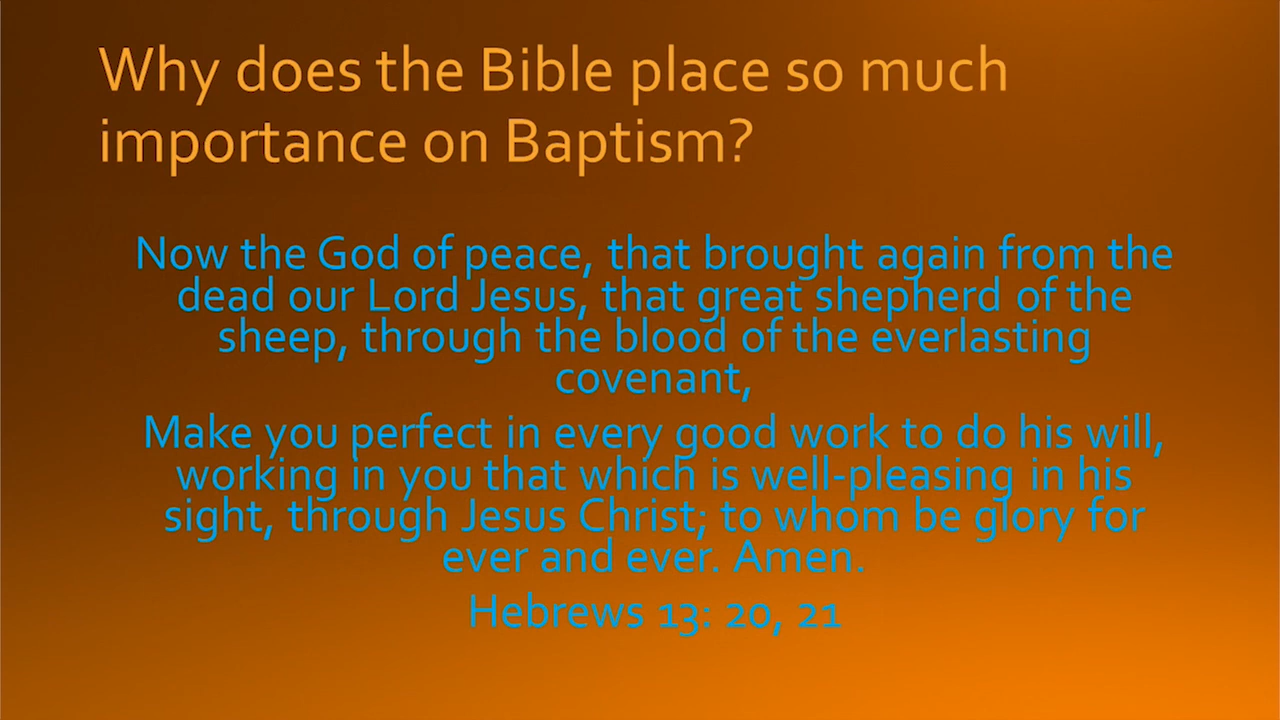 Why does the Bible place so much
importance on Baptism?
Now the God of peace, that brought again from the
dead our Lord Jesus, that great shepherd of the
sheep, through the blood of the everlasting
covenant,
Make you perfect in every good work to do his will,
working in you that which is well-pleasing in his
sight, through Jesus Christ; to whom be glory for
ever and ever. Amen.
Hebrews 13: 20, 21